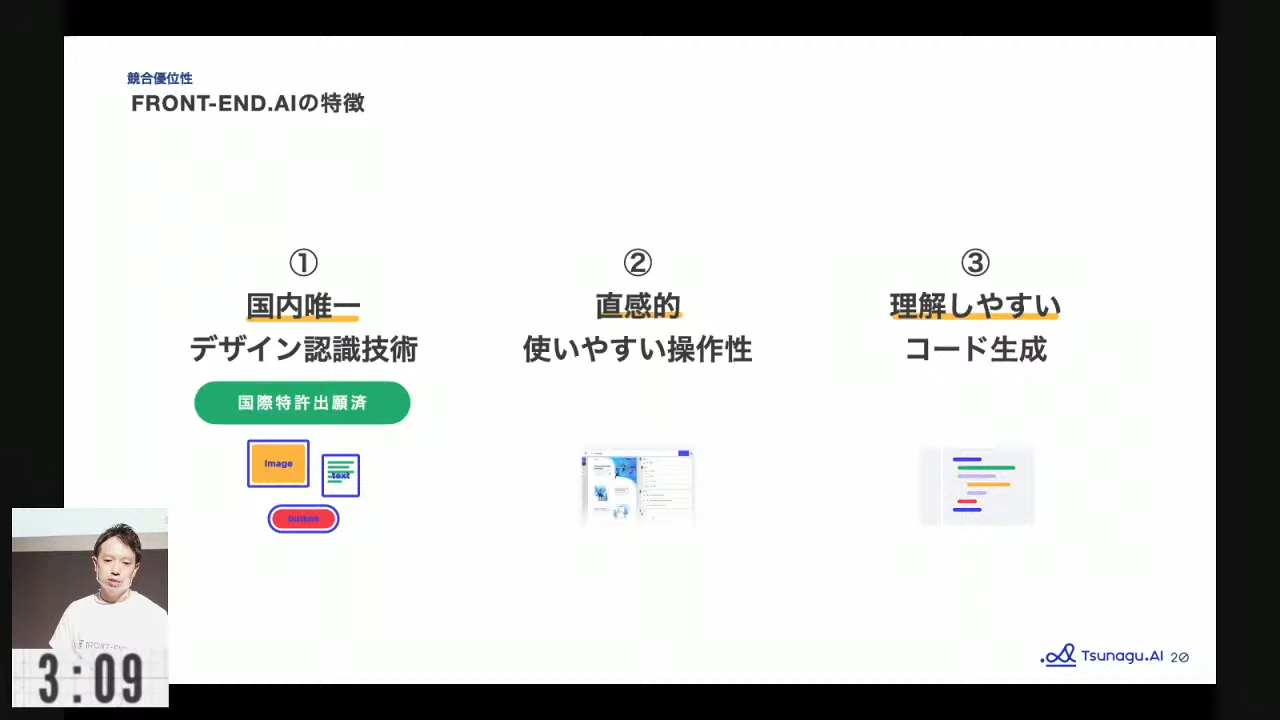 競合優位性
FRONT-END.AIの特徴
①
国内唯一
デザイン認識技術
国際特許出願済
Image
Text
Button
②
直感的
使いやすい操作性
③
理解しやすい
コード生成
FRONT-END
3:09
Tsunagu.AI 20